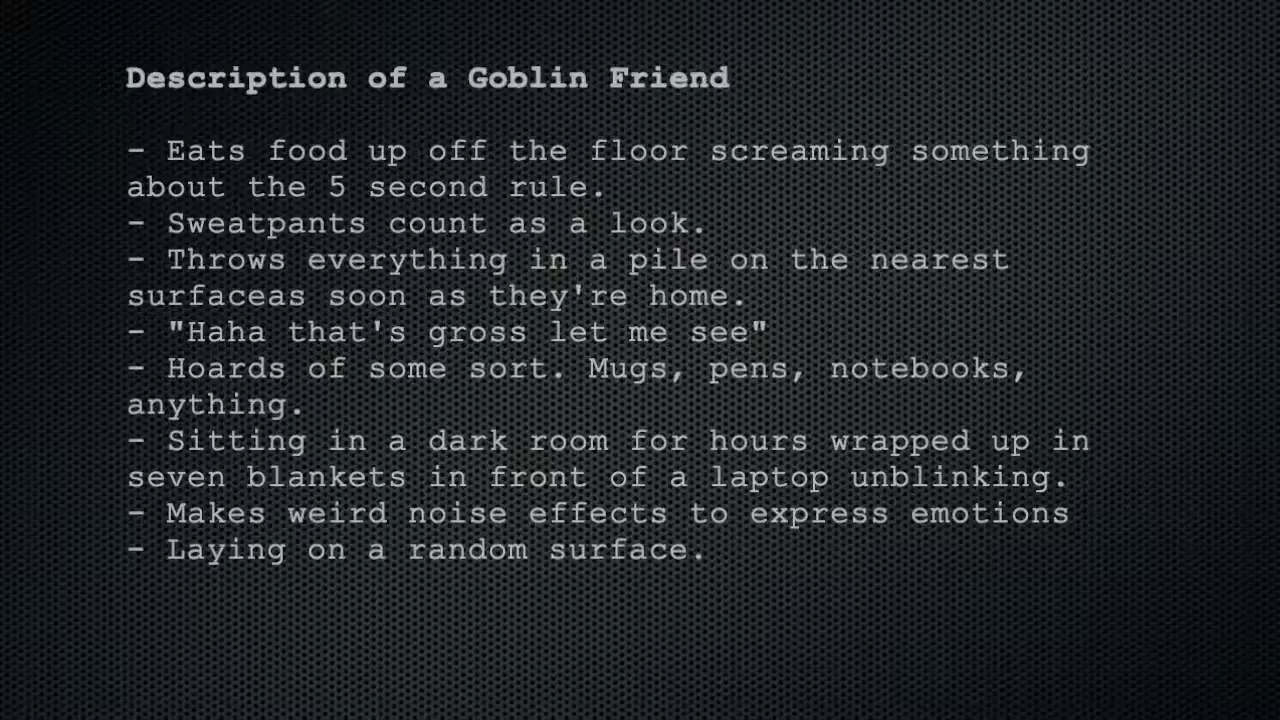 Description of a Goblin Friend
- Eats food up off the floor screaming something
about the 5 second rule.
- Sweatpants count as a look.
- Throws everything in a pile on the nearest
surfaceas soon as they're home.
- "Haha that's gross let me see"
- Hoards of some sort. Mugs, pens, notebooks,
anything.
- Sitting in a dark room for hours wrapped up in
seven blankets in front of a laptop unblinking.
- Makes weird noise effects to express emotions
- Laying on a random surface.